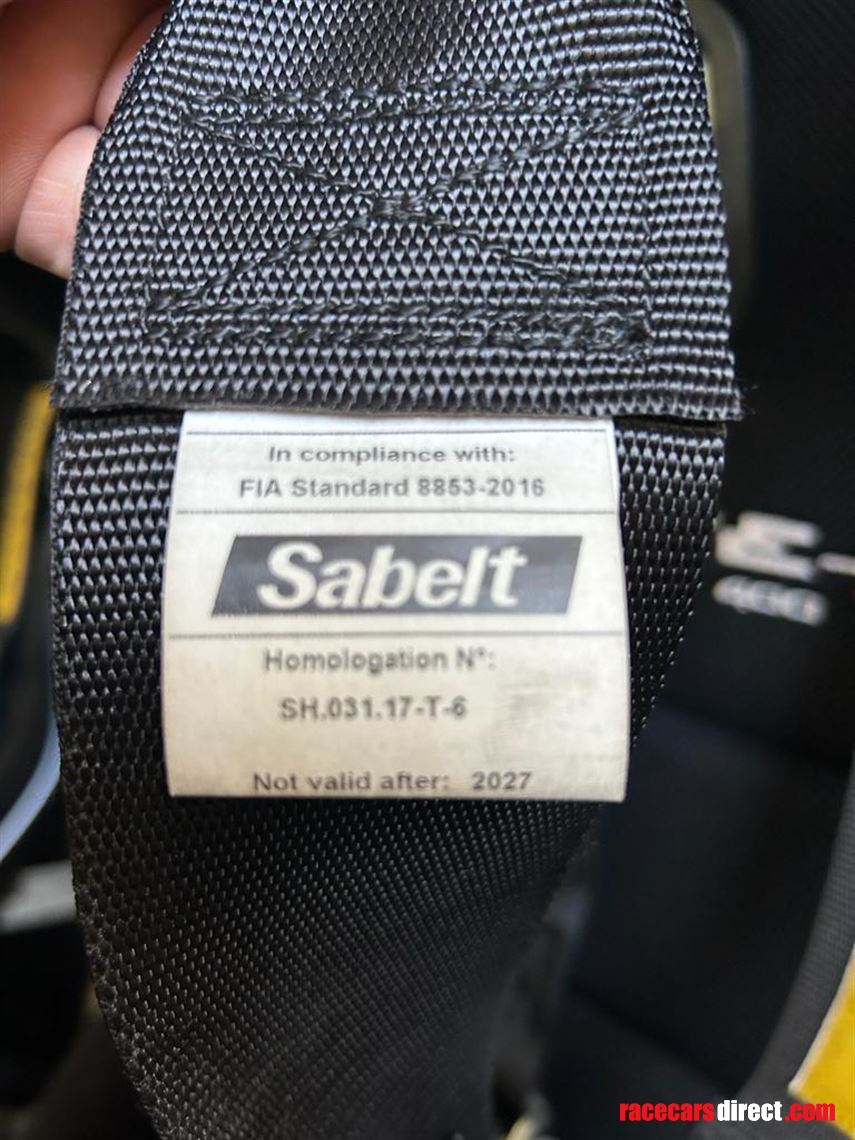 In compliance with:
FIA Standard 8853-2016
Sabelt
Homologation N°:
SH.031.17-T-6
Not valid after: 2027
racecarsdirect.com